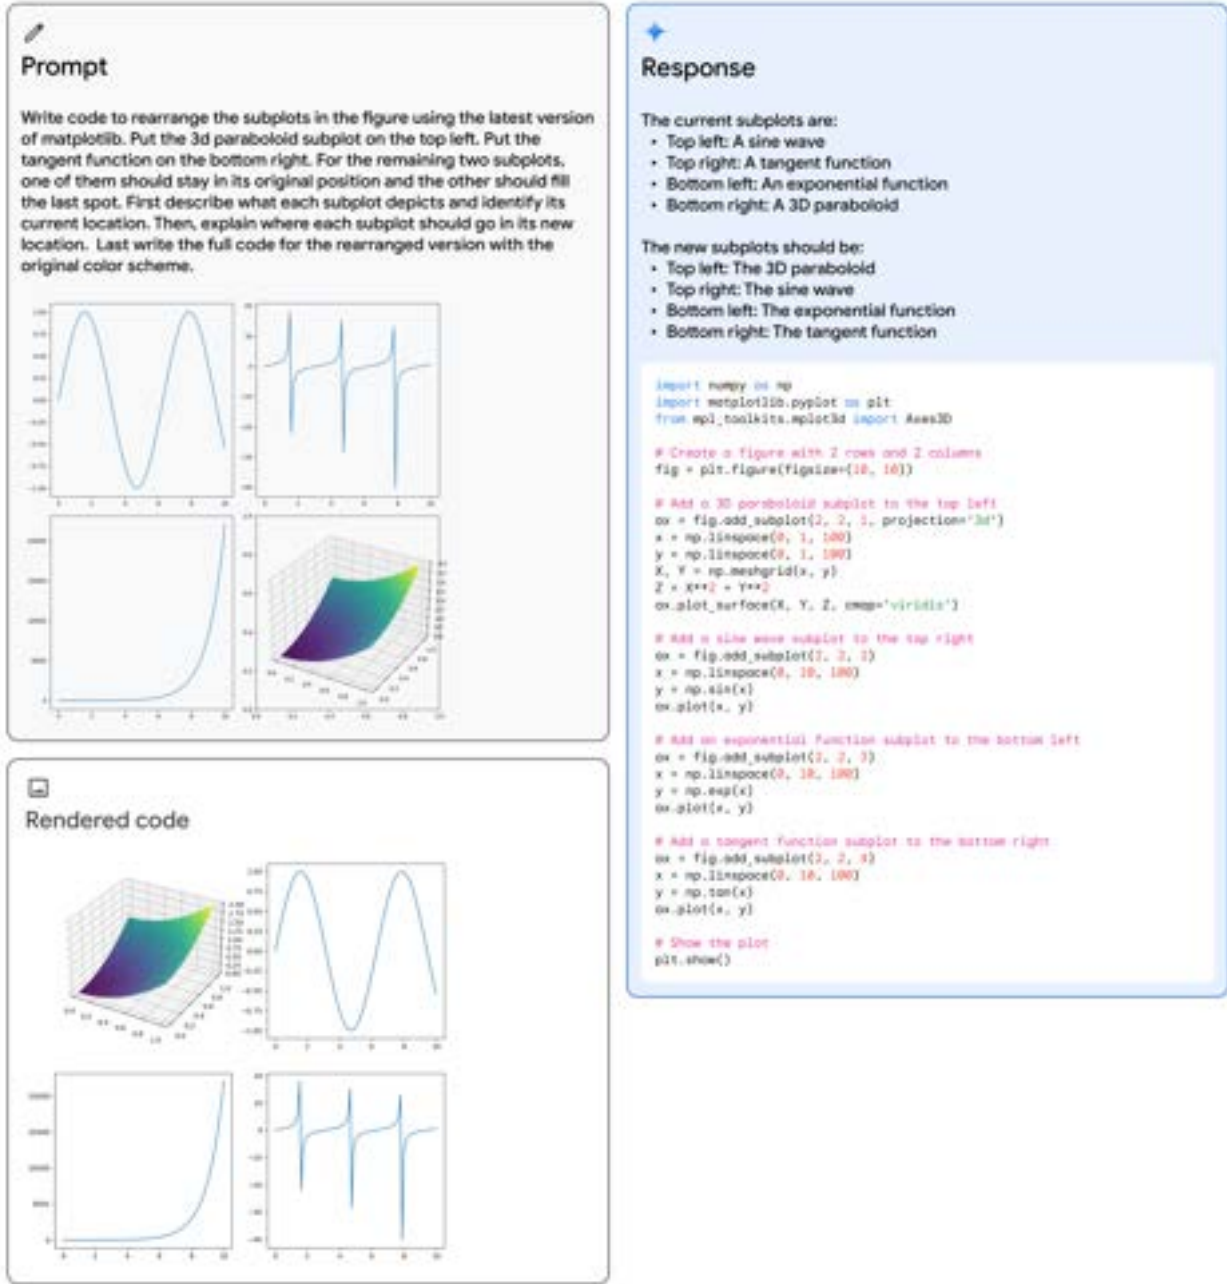 Prompt
Write code to rearrange the subplots in the figure using the latest version
of matplotlib. Put the 3d paraboloid subplot on the top left. Put the
tangent function on the bottom right. For the remaining two subplots,
one of them should stay in its original position and the other should fill
the last spot. First describe what each subplot depicts and identify its
current location. Then, explain where each subplot should go in its new
location. Last write the full code for the rearranged version with the
original color scheme.
Rendered code
Response
The current subplots are:
• Top left: A sine wave
• Top right: A tangent function
• Bottom left: An exponential function
• Bottom right: A 3D paraboloid
The new subplots should be:
• Top left: The 3D paraboloid
• Top right: The sine wave
• Bottom left: The exponential function
• Bottom right: The tangent function
import numpy as np
import matplotlib.pyplot as plt
from mpl_toolkits.mplot3d import Axes3D
# Create a figure with 2 rows and 2 columns
fig = plt.figure(figsize=(10, 10))
# Add a 3D paraboloid subplot to the top left
ax = fig.add_subplot(2, 2, 1, projection='3d')
x = np.linspace(0, 1, 100)
y = np.linspace(0, 1, 100)
X, Y = np.meshgrid(x, y)
Z = X**2 + Y**2
ax.plot_surface(X, Y, Z, cmap='viridis')
# Add a sine wave subplot to the top right
ax = fig.add_subplot(2, 2, 2)
x = np.linspace(0, 10, 100)
y = np.sin(x)
ax.plot(x, y)
# Add an exponential function subplot to the bottom left
ax = fig.add_subplot(2, 2, 3)
x = np.linspace(0, 10, 100)
y = np.exp(x)
ax.plot(x, y)
# Add a tangent function subplot to the bottom right
ax = fig.add_subplot(2, 2, 4)
x = np.linspace(0, 10, 100)
y = np.tan(x)
ax.plot(x, y)
# Show the plot
plt.show()